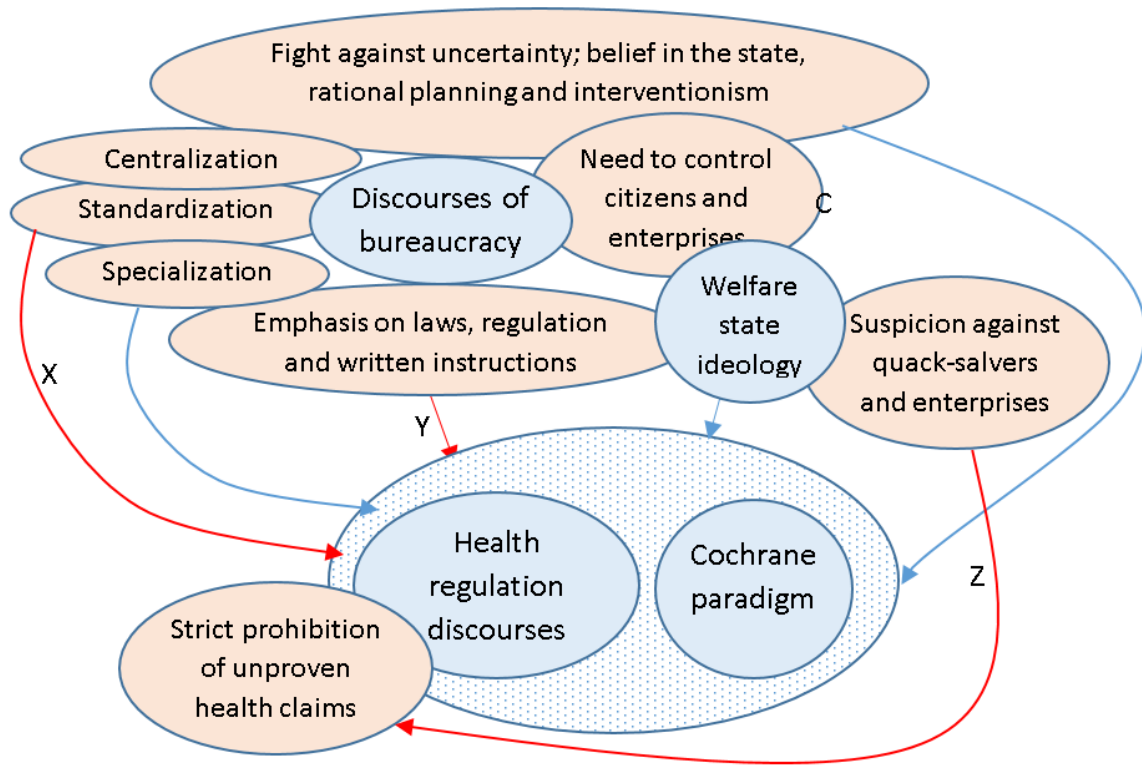 Fight against uncertainty; belief in the state,
rational planning and interventionism
Centralization
Standardization
Specialization
Discourses of
bureaucracy
Need to control
citizens and
enterprises
C
Emphasis on laws, regulation
and written instructions
Welfare
state
ideology
Suspicion against
quack-salvers
and enterprises
X
Y
Z
Health
regulation
discourses
Cochrane
paradigm
Strict prohibition
of unproven
health claims